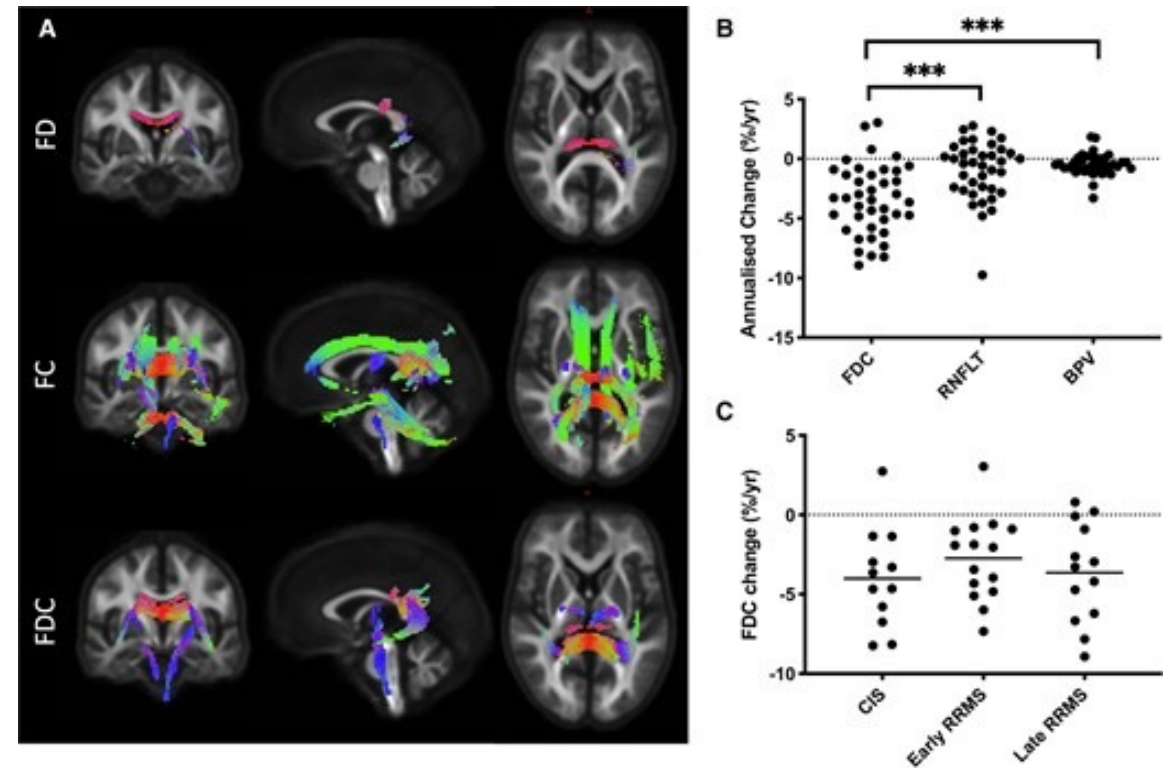 A
FD
FC
FDC
B
***
***
Annualised Change (%/yr)
5
0
-5
-10
-15
FDC
RNFLT
BPV
C
FDC change (%/yr)
5
0
-5
-10
CIS
Early RRMS
Late RRMS